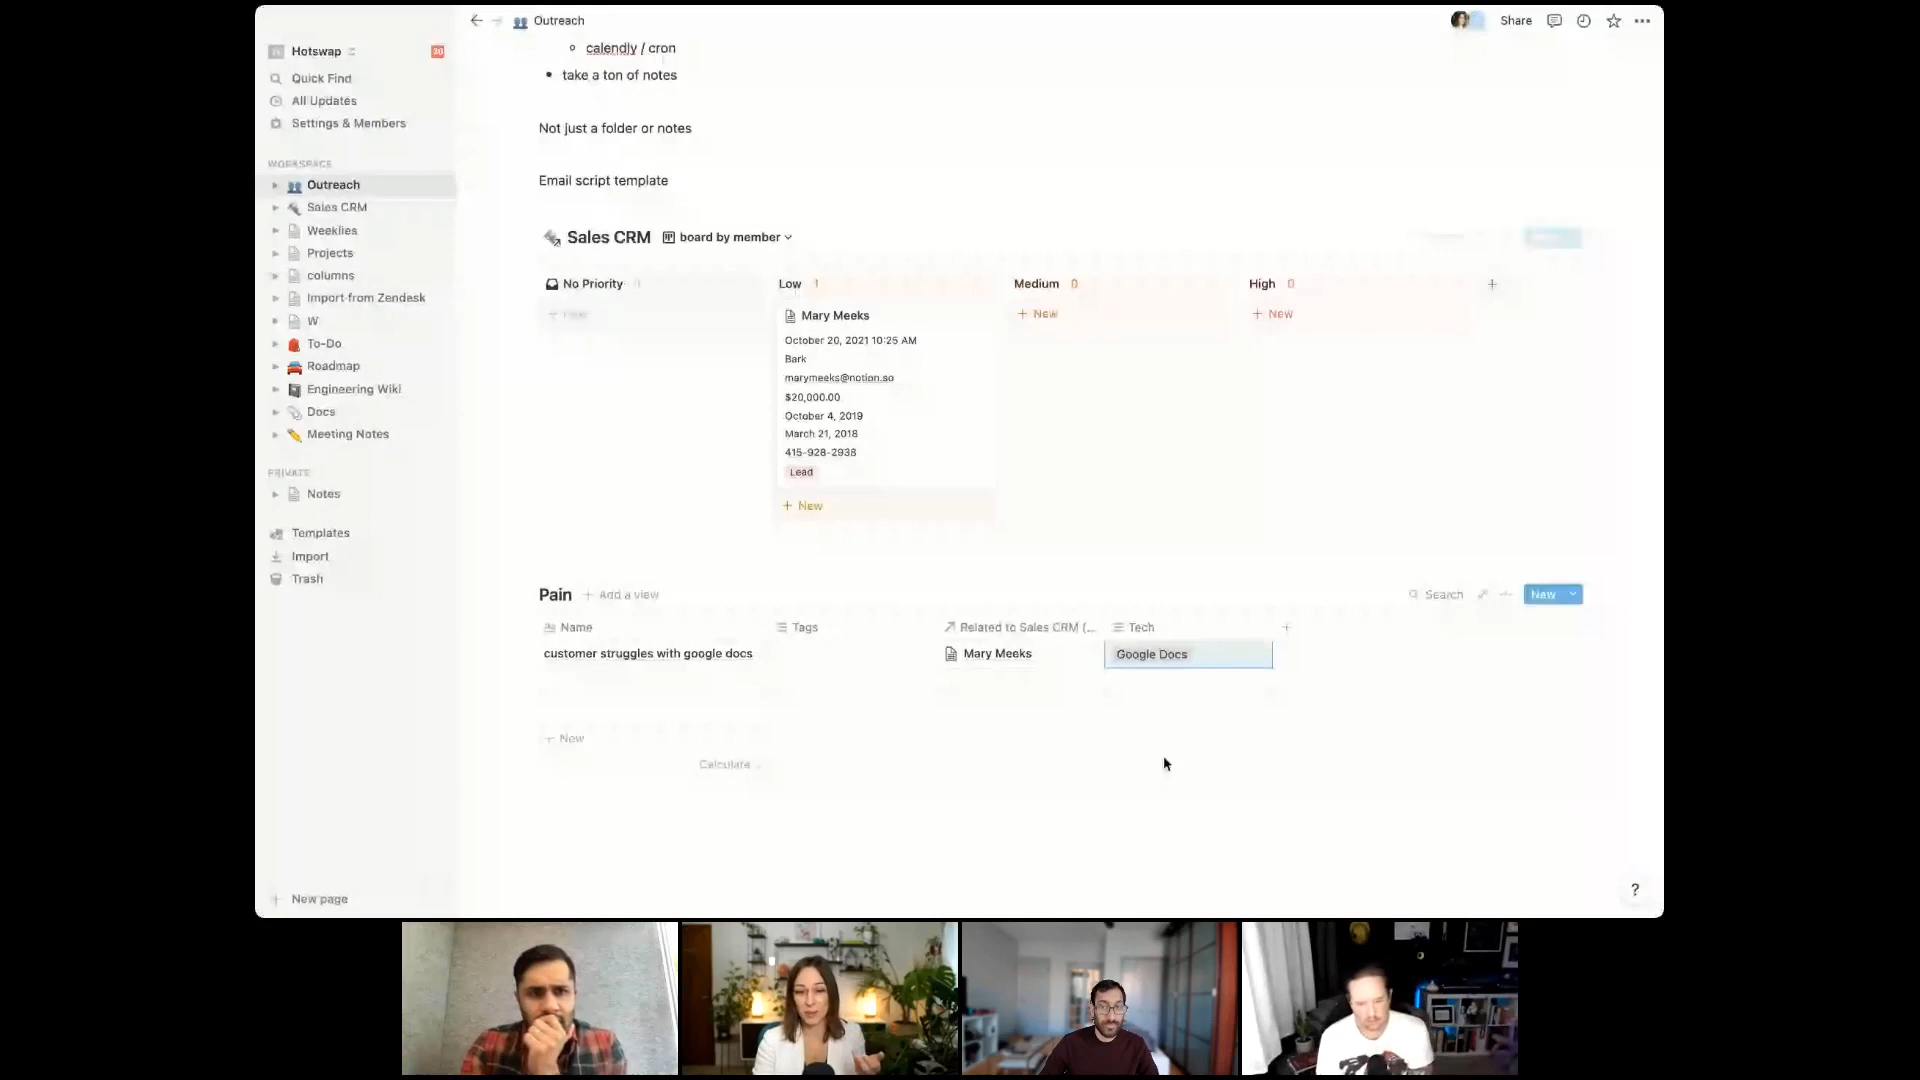 Outreach
Share
Hotswap
30
Quick Find
All Updates
Settings & Members
WORKSPACE
Outreach
Sales CRM
Weeklies
Projects
columns
Import from Zendesk
W
To-Do
Roadmap
Engineering Wiki
Docs
Meeting Notes
PRIVATE
Notes
Templates
Import
Trash
+ New page
calendly / cron
take a ton of notes
Not just a folder or notes
Email script template
Sales CRM board by member
No Priority Low 1 Medium 0 High 0 +
+ New + New
Mary Meeks
October 20, 2021 10:25 AM
Bark
marymeeks@notion.so
$20,000.00
October 4, 2019
March 21, 2018
415-928-2938
Lead
+ New
Pain + Add a view Search New
Name Tags Related to Sales CRM (... Tech +
customer struggles with google docs Mary Meeks Google Docs
+ New
Calculate
?